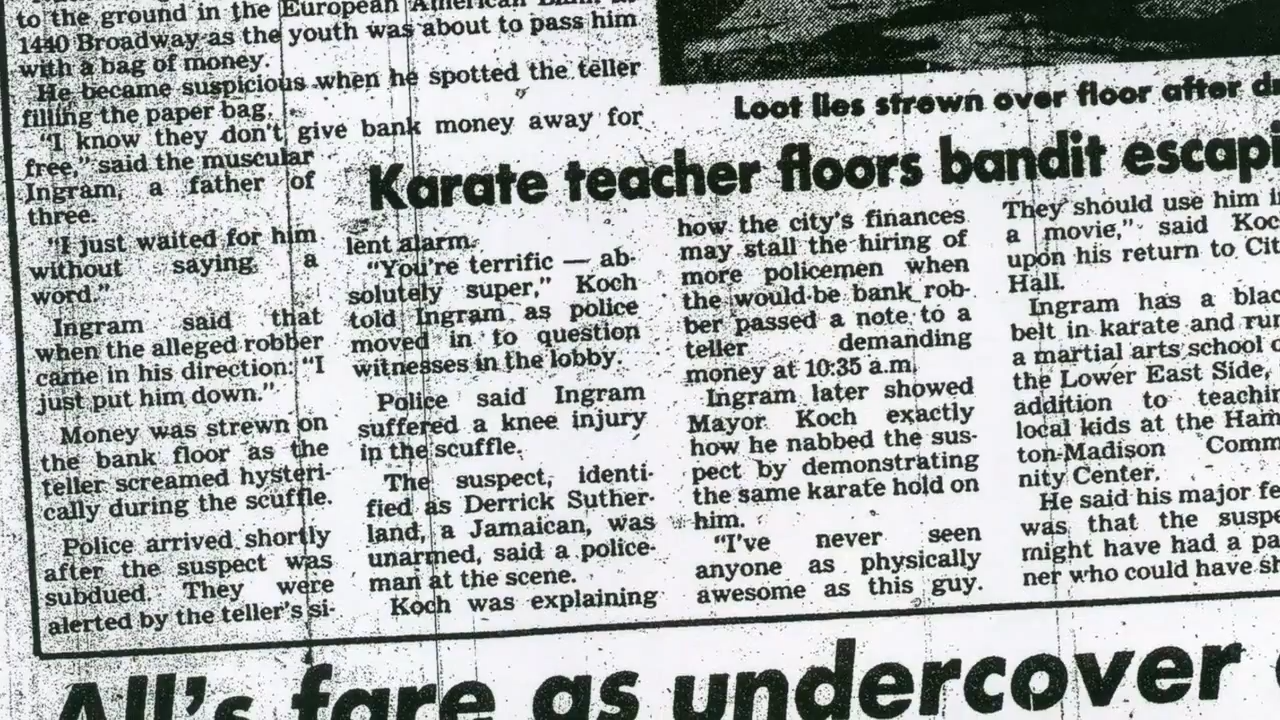 to the ground in the European American
1440 Broadway as the youth was about to pass him
with a bag of money.
He became suspicious when he spotted the teller
filling the paper bag.
"I know they don't give bank money away for
free," said the muscular
Ingram, a father of
three.
"I just waited for him
without saying a
word."
Ingram said that
when the alleged robber
came in his direction: "I
just put him down."
Money was strewn on
the bank floor as the
teller screamed hysteri-
cally during the scuffle.
Police arrived shortly
after the suspect was
subdued. They were
alerted by the teller's si-
Loot lies strewn over floor after
Karate teacher floors bandit escapi
lent alarm.
"You're terrific — ab-
solutely super," Koch
told Ingram as police
moved in to question
witnesses in the lobby.
Police said Ingram
suffered a knee injury
in the scuffle.
The suspect, identi-
fied as Derrick Suther-
land, a Jamaican, was
unarmed, said a police-
man at the scene.
Koch was explaining
how the city's finances
may stall the hiring of
more policemen when
the would-be bank rob-
ber passed a note to a
teller demanding
money at 10:35 a.m.
Ingram later showed
Mayor Koch exactly
how he nabbed the sus-
pect by demonstrating
the same karate hold on
him.
"I've never seen
anyone as physically
awesome as this guy.
They should use him i
a movie," said Koc
upon his return to Cit
Hall.
Ingram has a blac
belt in karate and run
a martial arts school o
the Lower East Side,
addition to teachin
local kids at the Ham
ton-Madison Comm
nity Center.
He said his major fe
was that the suspe
might have had a pa
ner who could have sh
All's fare as undercover